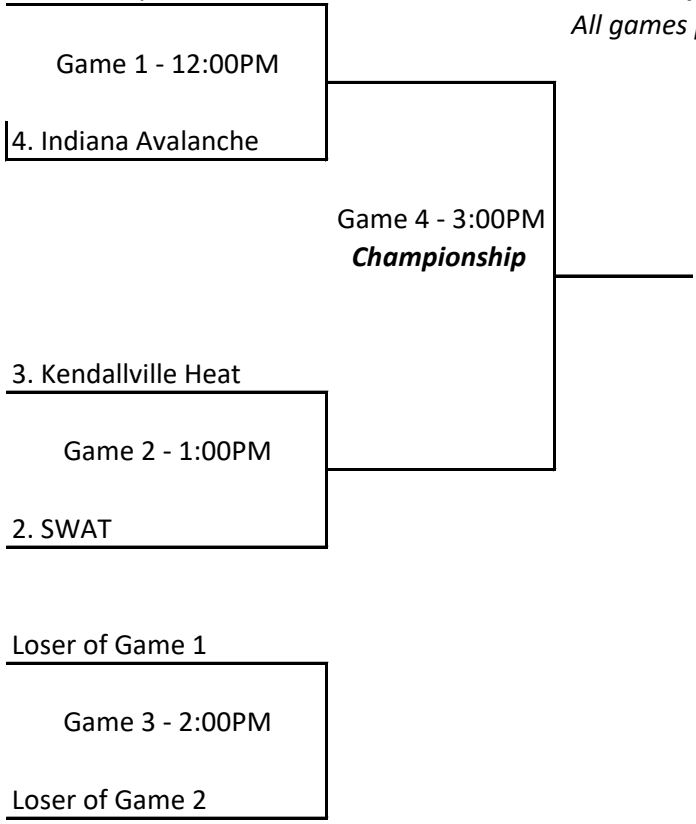 All games
Game 1 - 12:00PM
4. Indiana Avalanche
Game 4 - 3:00PM
Championship
3. Kendallville Heat
Game 2 - 1:00PM
2. SWAT
Loser of Game 1
Game 3 - 2:00PM
Loser of Game 2